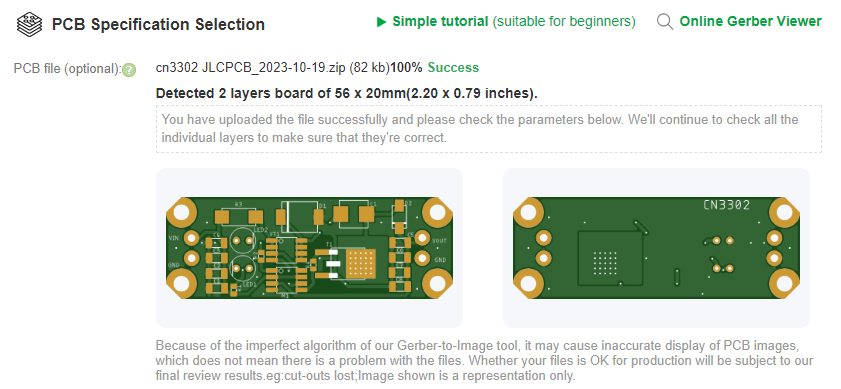 PCB Specification Selection
Simple tutorial (suitable for beginners)
Online Gerber Viewer
PCB file (optional):?
cn3302 JLCPCB_2023-10-19.zip (82 kb)100% Success
Detected 2 layers board of 56 x 20mm(2.20 x 0.79 inches).
You have uploaded the file successfully and please check the parameters below. We'll continue to check all the
individual layers to make sure that they're correct.
R3
D1
L1
LED2
VIN
VOUT
T1
GND
GND
LED1
CN3302
Because of the imperfect algorithm of our Gerber-to-Image tool, it may cause inaccurate display of PCB images,
which does not mean there is a problem with the files. Whether your files is OK for production will be subject to our
final review results.eg:cut-outs lost;Image shown is a representation only.